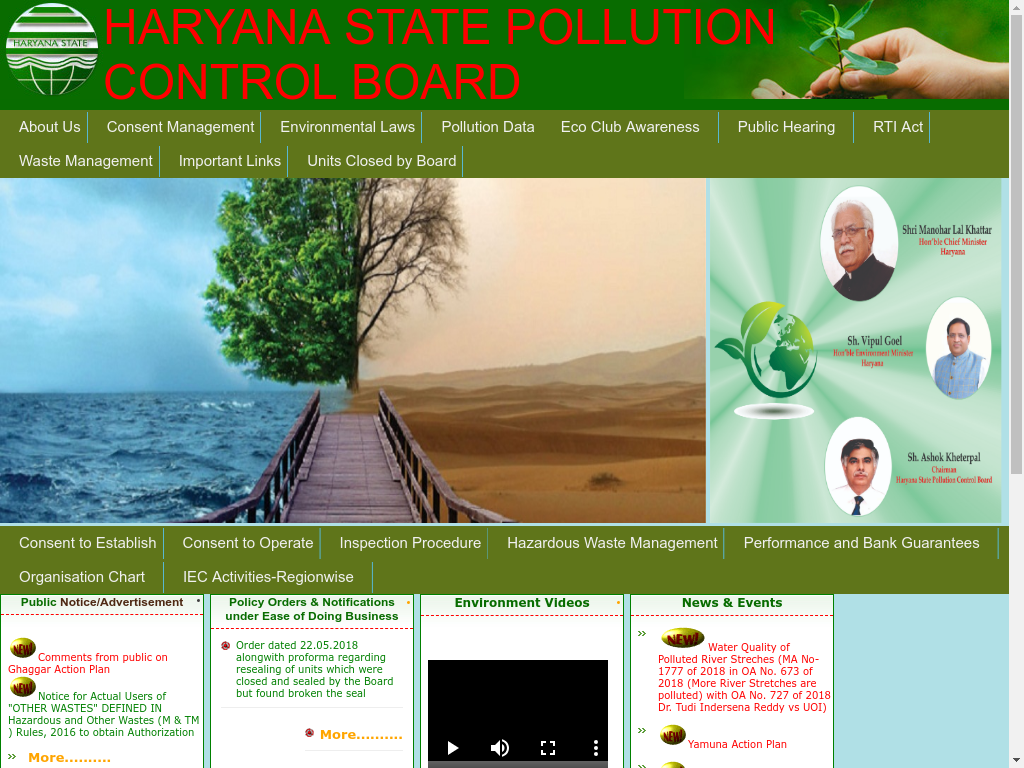 HARYANA STATE
HARYANA STATE POLLUTION
CONTROL BOARD
About Us
Consent Management
Environmental Laws
Pollution Data
Eco Club Awareness
Public Hearing
RTI Act
Waste Management
Important Links
Units Closed by Board
Shri Manohar Lal Khattar
Hon'ble Chief Minister
Haryana
Sh. Vipul Goel
Hon'ble Environment Minister
Haryana
Sh. Ashok Kheterpal
Chairman
Haryana State Pollution Control Board
Consent to Establish
Consent to Operate
Inspection Procedure
Hazardous Waste Management
Performance and Bank Guarantees
Organisation Chart
IEC Activities-Regionwise
Public Notice/Advertisement
NEW!
Comments from public on
Ghaggar Action Plan
NEW!
Notice for Actual Users of
"OTHER WASTES" DEFINED IN
Hazardous and Other Wastes (M & TM
) Rules, 2016 to obtain Authorization
More..........
Policy Orders & Notifications
under Ease of Doing Business
Order dated 22.05.2018
alongwith proforma regarding
resealing of units which were
closed and sealed by the Board
but found broken the seal
More..........
Environment Videos
News & Events
NEW!
Water Quality of
Polluted River Streches (MA No-
1777 of 2018 in OA No. 673 of
2018 (More River Stretches are
polluted) with OA No. 727 of 2018
Dr. Tudi Indersena Reddy vs UOI)
NEW!
Yamuna Action Plan